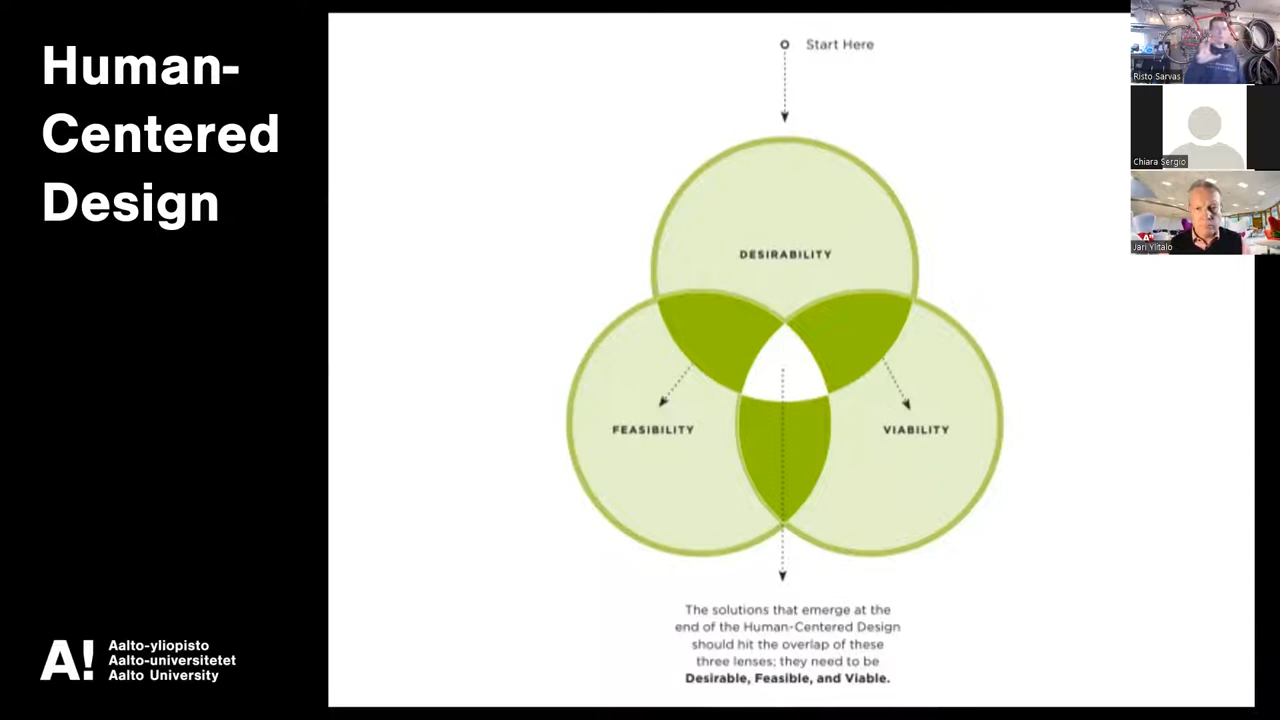 Human-
Centered
Design
Start Here
DESIRABILITY
FEASIBILITY
VIABILITY
The solutions that emerge at the
end of the Human-Centered Design
should hit the overlap of these
three lenses; they need to be
Desirable, Feasible, and Viable.
A!
Aalto-yliopisto
Aalto-universitetet
Aalto University
Risto Sarvas
Chiara Sergio
Jari Ylitalo